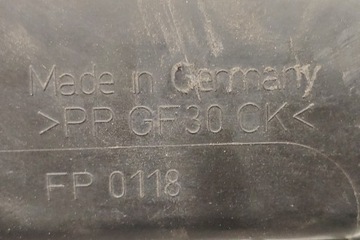 Made in Germany
>PP GF30 CK<
FP 0118